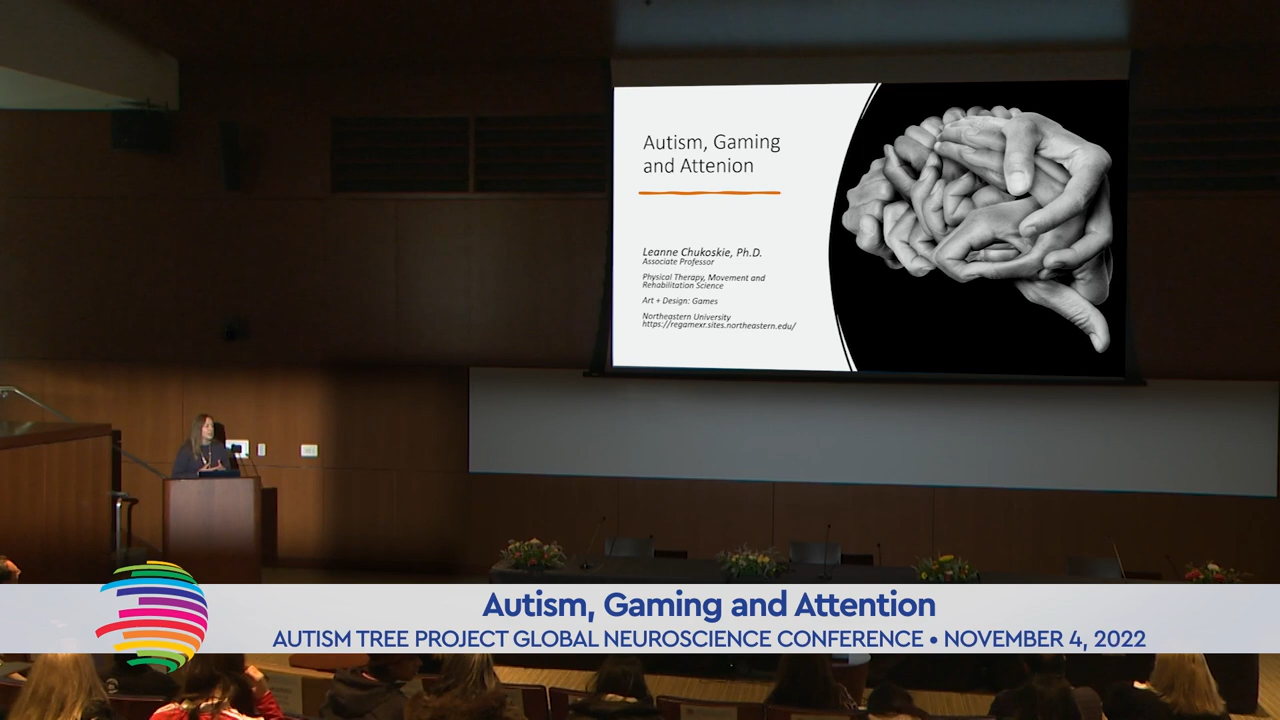 Autism, Gaming
and Attenion
Leanne Chukoskie, Ph.D.
Associate Professor
Physical Therapy, Movement and
Rehabilitation Science
Art + Design: Games
Northeastern University
https://regamexr.sites.northeastern.edu/
Autism, Gaming and Attention
AUTISM TREE PROJECT GLOBAL NEUROSCIENCE CONFERENCE • NOVEMBER 4, 2022